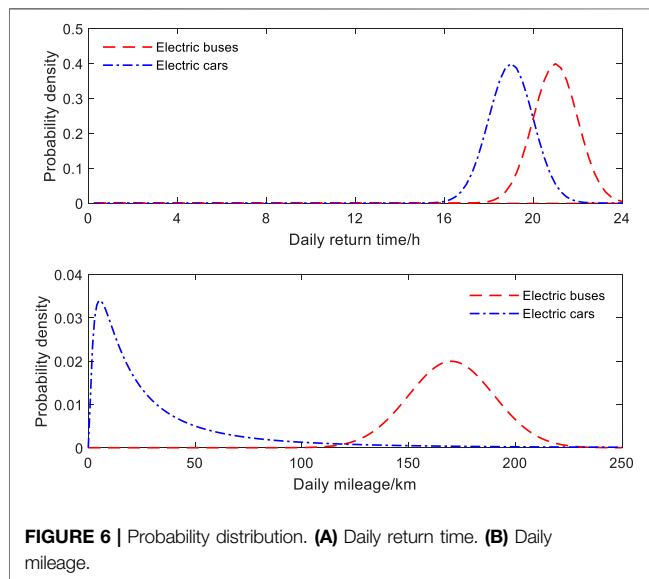 0.5
0.4
0.3
0.2
0.1
0
Probability density
Electric buses
Electric cars
0 4 8 12 16 20 24
Daily return time/h
0.04
0.03
0.02
0.01
0
Probability density
Electric buses
Electric cars
0 50 100 150 200 250
Daily mileage/km
FIGURE 6 | Probability distribution. (A) Daily return time. (B) Daily
mileage.